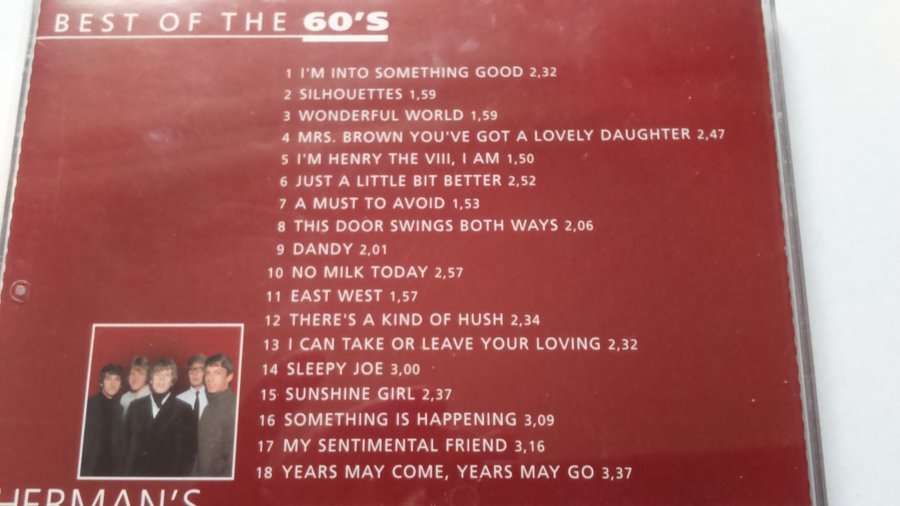 BEST OF THE 60'S
1 I'M INTO SOMETHING GOOD 2,32
2 SILHOUETTES 1,59
3 WONDERFUL WORLD 1,59
4 MRS. BROWN YOU'VE GOT A LOVELY DAUGHTER 2,47
5 I'M HENRY THE VIII, I AM 1,50
6 JUST A LITTLE BIT BETTER 2,52
7 A MUST TO AVOID 1,53
8 THIS DOOR SWINGS BOTH WAYS 2,06
9 DANDY 2,01
10 NO MILK TODAY 2,57
11 EAST WEST 1,57
12 THERE'S A KIND OF HUSH 2,34
13 I CAN TAKE OR LEAVE YOUR LOVING 2,32
14 SLEEPY JOE 3,00
15 SUNSHINE GIRL 2,37
16 SOMETHING IS HAPPENING 3,09
17 MY SENTIMENTAL FRIEND 3,16
18 YEARS MAY COME, YEARS MAY GO 3,37
HERMAN'S